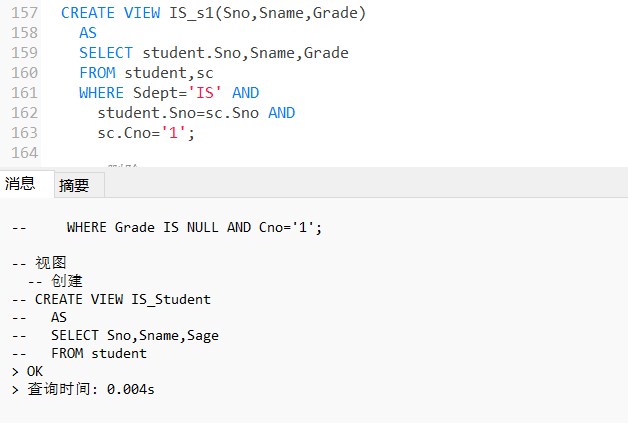 157 CREATE VIEW IS_s1(Sno,Sname,Grade)
158 AS
159 SELECT student.Sno,Sname,Grade
160 FROM student,sc
161 WHERE Sdept='IS' AND
162 student.Sno=sc.Sno AND
163 sc.Cno='1';
164
消息 摘要
-- WHERE Grade IS NULL AND Cno='1';
-- 视图
-- 创建
-- CREATE VIEW IS_Student
-- AS
-- SELECT Sno,Sname,Sage
-- FROM student
> OK
> 查询时间: 0.004s